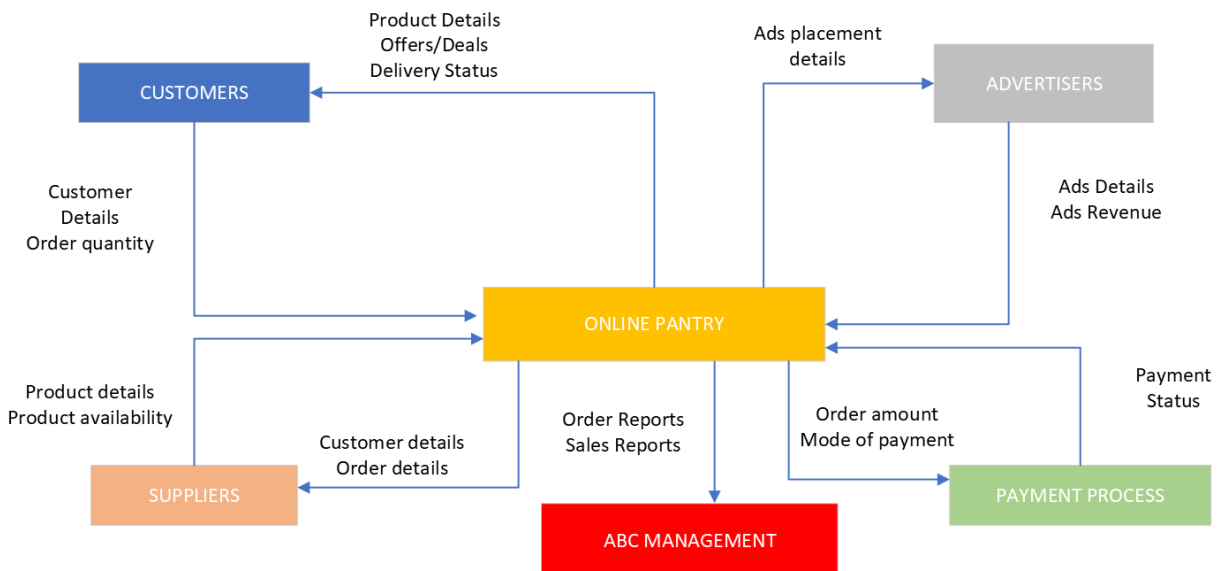 Product Details
Offers/Deals
Delivery Status
Ads placement
details
CUSTOMERS
ADVERTISERS
Customer
Details
Order quantity
Ads Details
Ads Revenue
ONLINE PANTRY
Product details
Product availability
Customer details
Order details
Order Reports
Sales Reports
Order amount
Mode of payment
Payment
Status
SUPPLIERS
PAYMENT PROCESS
ABC MANAGEMENT